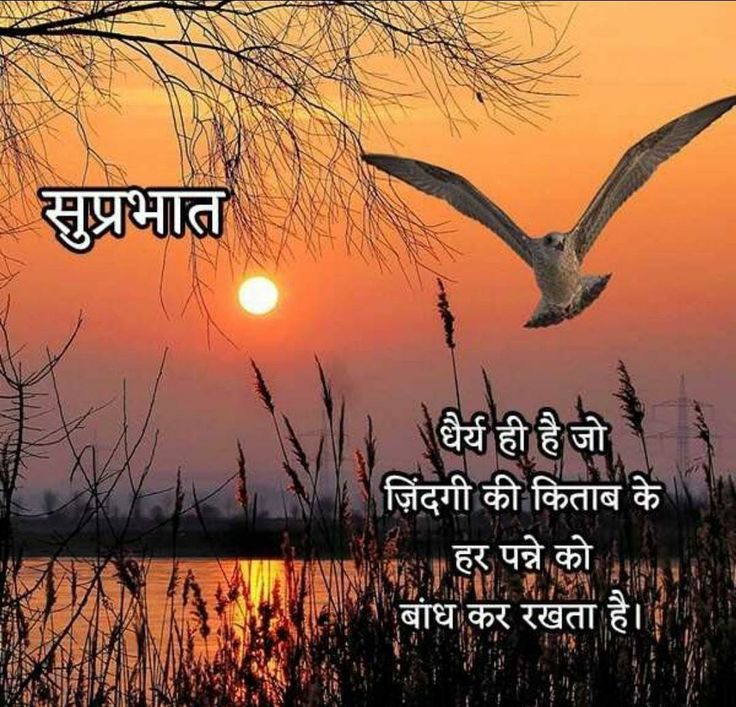 सुप्रभात
धैर्य ही है जो
ज़िंदगी की किताब के
हर पन्ने को
बांध कर रखता है।